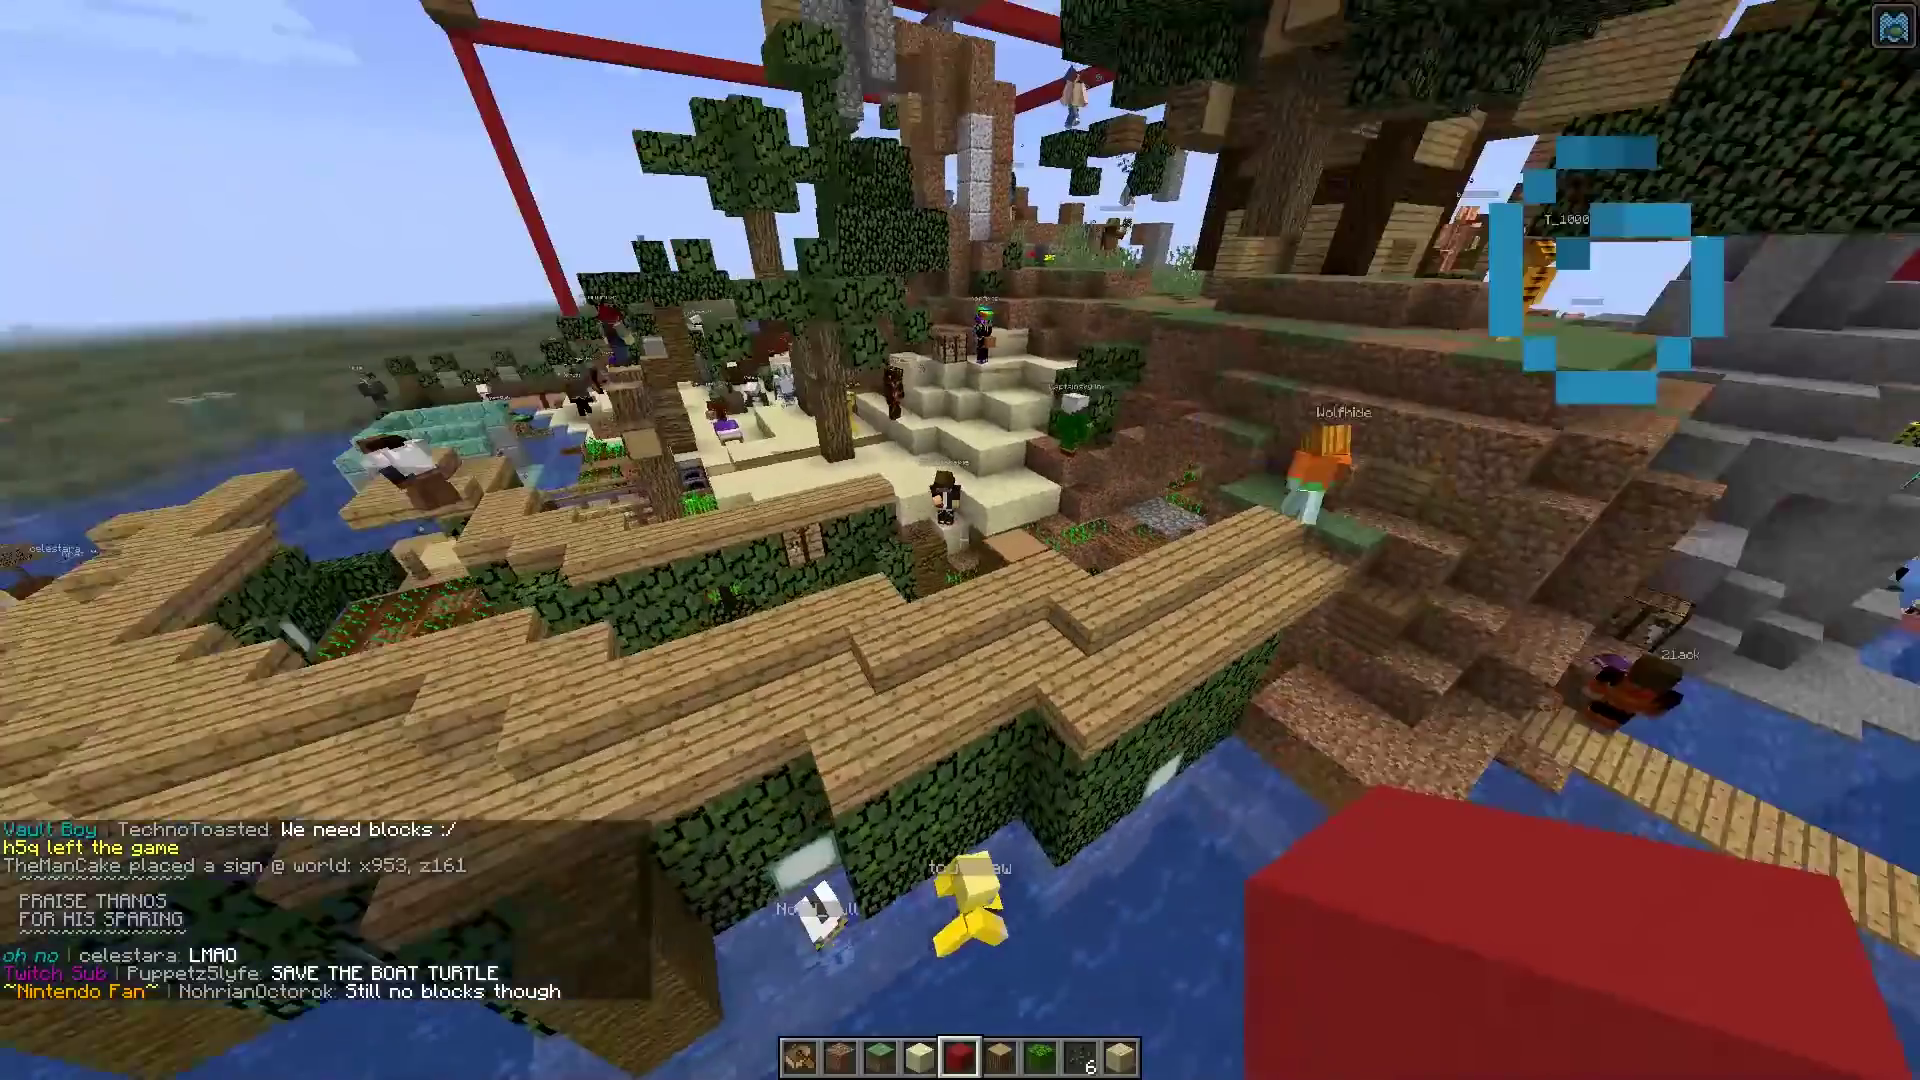 T_1000
Wolfhide
celestara_
21ack
Vault Boy | TechnoToasted: We need blocks :/
h5q left the game
TheManCake placed a sign @ world: x953, z161
~~~~~~~~~~~~~~~
PRAISE THANOS
FOR HIS SPARING
~~~~~~~~~~~~~~~
oh no | celestara: LMAO
Twitch Sub | Puppetz5lyfe: SAVE THE BOAT TURTLE
~Nintendo Fan~ | NohrianOctorok: Still no blocks though
6